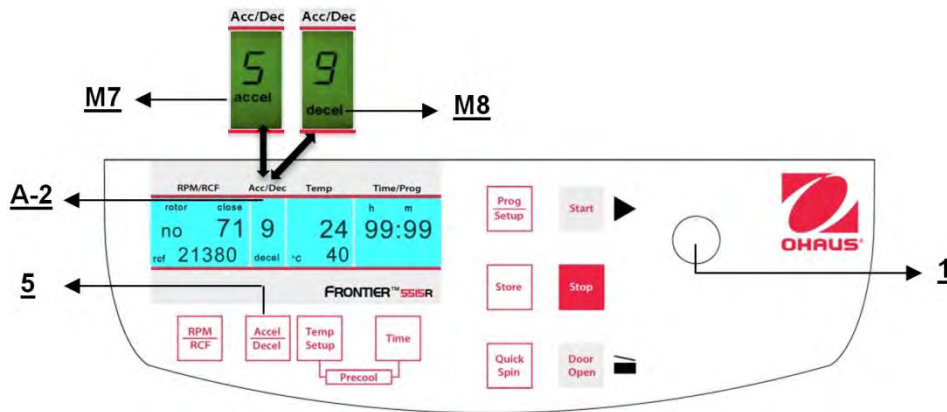 Acc/Dec Acc/Dec
5 9
accel decel
M7 M8
RPM/RCF Acc/Dec Temp Time/Prog
A-2
rotor close h m
no 71 9 24 99:99
rcf 21380 decel °C 40
5
FRONTIER™ 5515R
RPM
RCF
Accel
Decel
Temp
Setup
Time
Precool
Prog
Setup
Start
Store
Stop
Quick
Spin
Door
Open
OHAUS®
1